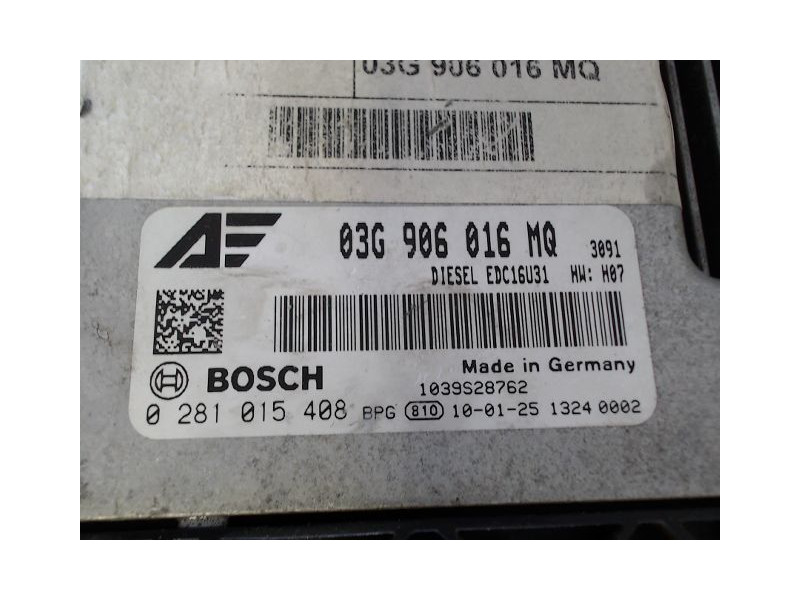 03G 906 016 MQ
AE 03G 906 016 MQ 3091
DIESEL EDC16U31 HW: H07
BOSCH Made in Germany
1039S28762
0 281 015 408 BPG 810 10-01-25 1324 0002